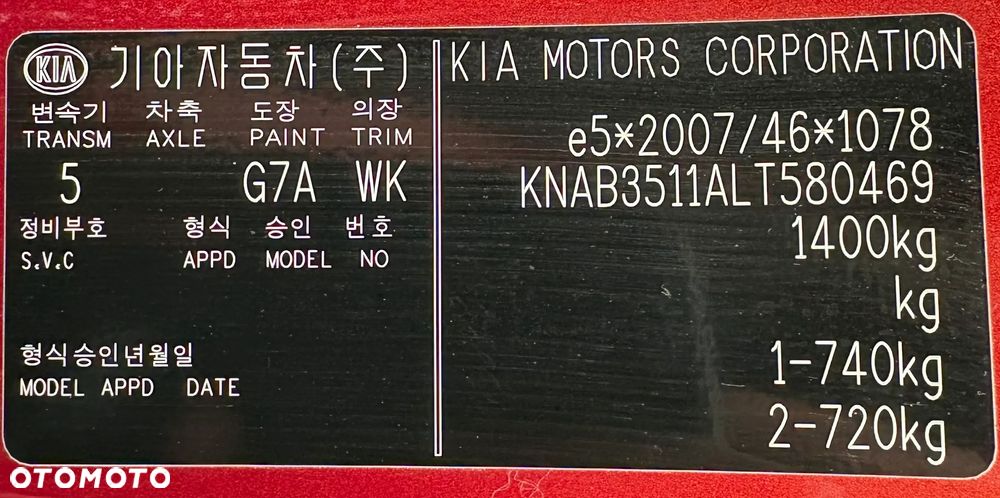 KIA 기아자동차(주)
변속기 차축 도장 의장
TRANSM AXLE PAINT TRIM
5 G7A WK
정비부호 형식 승인 번호
S.V.C APPD MODEL NO
형식승인년월일
MODEL APPD DATE
KIA MOTORS CORPORATION
e5*2007/46*1078
KNAB3511ALT580469
1400kg
kg
1-740kg
2-720kg
OTOMOTO